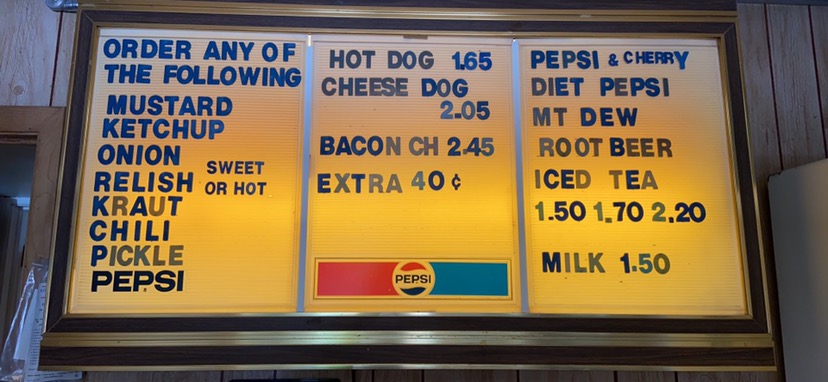 ORDER ANY OF
THE FOLLOWING
MUSTARD
KETCHUP
ONION
RELISH SWEET OR HOT
KRAUT
CHILI
PICKLE
PEPSI
HOT DOG 1.65
CHEESE DOG
2.05
BACON CH 2.45
EXTRA 40 ¢
PEPSI
PEPSI & CHERRY
DIET PEPSI
MT DEW
ROOT BEER
ICED TEA
1.50 1.70 2.20
MILK 1.50